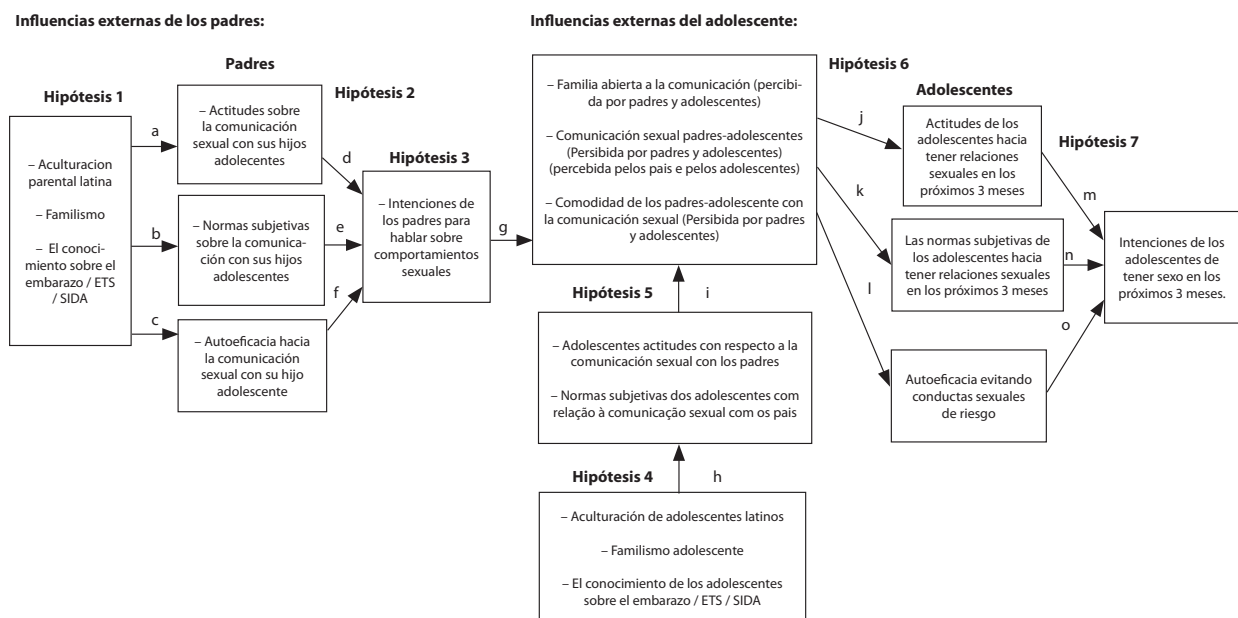 Influencias externas de los padres:
Influencias externas del adolescente:
Padres
Hipótesis 1
– Aculturacion
parental latina
– Familismo
– El conoci-
miento sobre el
embarazo / ETS
/ SIDA
a
b
c
Hipótesis 2
– Actitudes sobre
la comunicación
sexual con sus hijos
adolecentes
– Normas subjetivas
sobre la comunica-
ción con sus hijos
adolescentes
– Autoeficacia hacia
la comunicación
sexual con su hijo
adolescente
d
e
f
Hipótesis 3
– Intenciones de
los padres para
hablar sobre
comportamientos
sexuales
g
– Familia abierta a la comunicación (percibi-
da por padres y adolescentes)
– Comunicación sexual padres-adolescentes
(Persibida por padres y adolescentes)
(percebida pelos pais e pelos adolescentes)
– Comodidad de los padres-adolescente con
la comunicación sexual (Persibida por padres
y adolescentes)
Hipótesis 5
i
– Adolescentes actitudes con respecto a la
comunicación sexual con los padres
– Normas subjetivas dos adolescentes com
relação à comunicação sexual com os pais
Hipótesis 4
h
– Aculturación de adolescentes latinos
– Familismo adolescente
– El conocimiento de los adolescentes
sobre el embarazo / ETS / SIDA
Hipótesis 6
j
k
l
Adolescentes
Actitudes de los
adolescentes hacia
tener relaciones
sexuales en los
próximos 3 meses
Las normas subjetivas de
los adolescentes hacia
tener relaciones sexuales
en los próximos 3 meses
Autoeficacia evitando
conductas sexuales
de riesgo
Hipótesis 7
m
n
o
Intenciones de los
adolescentes de
tener sexo en los
próximos 3 meses.